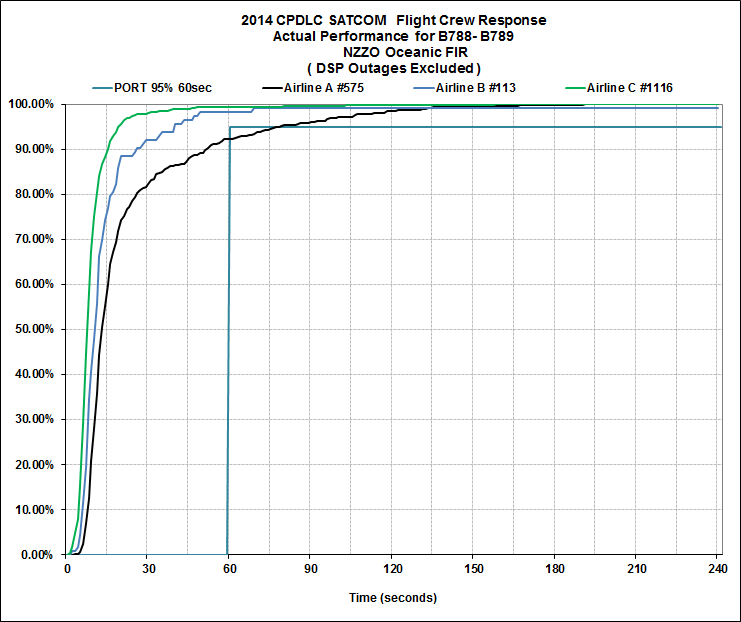 2014 CPDLC SATCOM Flight Crew Response
Actual Performance for B788- B789
NZZO Oceanic FIR
( DSP Outages Excluded )
PORT 95% 60sec Airline A #575 Airline B #113 Airline C #1116
100.00%
90.00%
80.00%
70.00%
60.00%
50.00%
40.00%
30.00%
20.00%
10.00%
0.00%
0 30 60 90 120 150 180 210 240
Time (seconds)